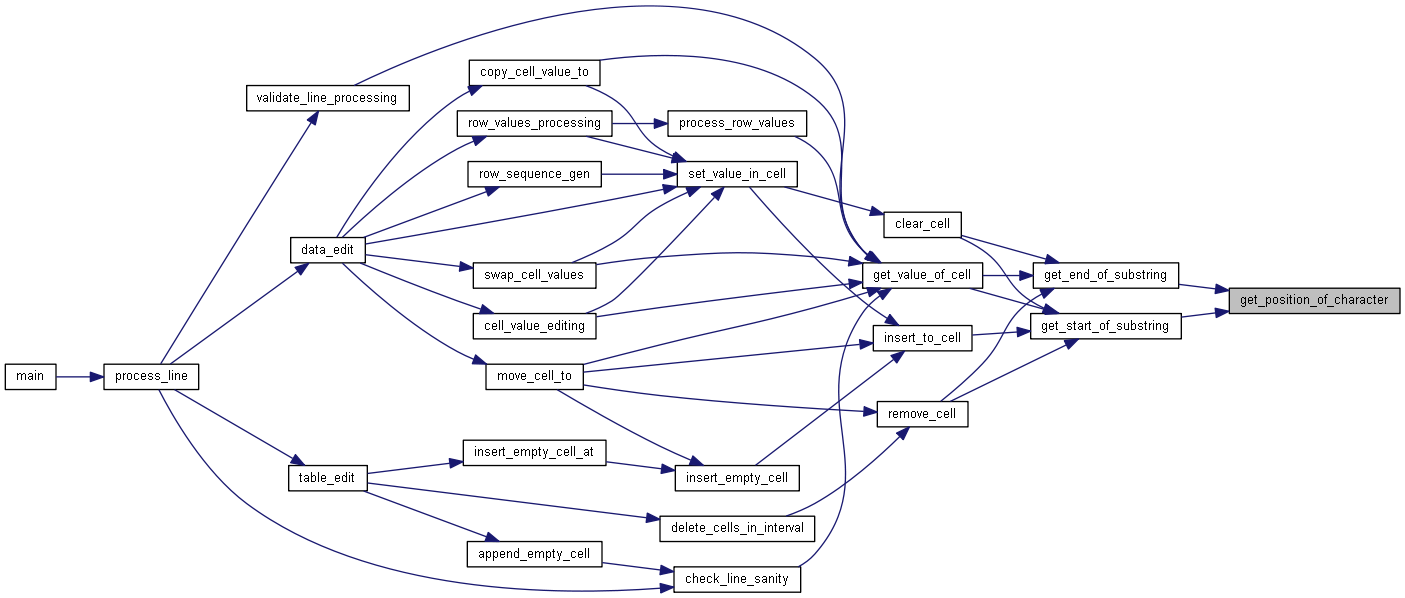 copy_cell_value_to
validate_line_processing
row_values_processing
process_row_values
row_sequence_gen
set_value_in_cell
clear_cell
data_edit
swap_cell_values
get_value_of_cell
get_end_of_substring
get_position_of_character
cell_value_editing
insert_to_cell
get_start_of_substring
main
process_line
move_cell_to
remove_cell
insert_empty_cell_at
table_edit
insert_empty_cell
delete_cells_in_interval
append_empty_cell
check_line_sanity